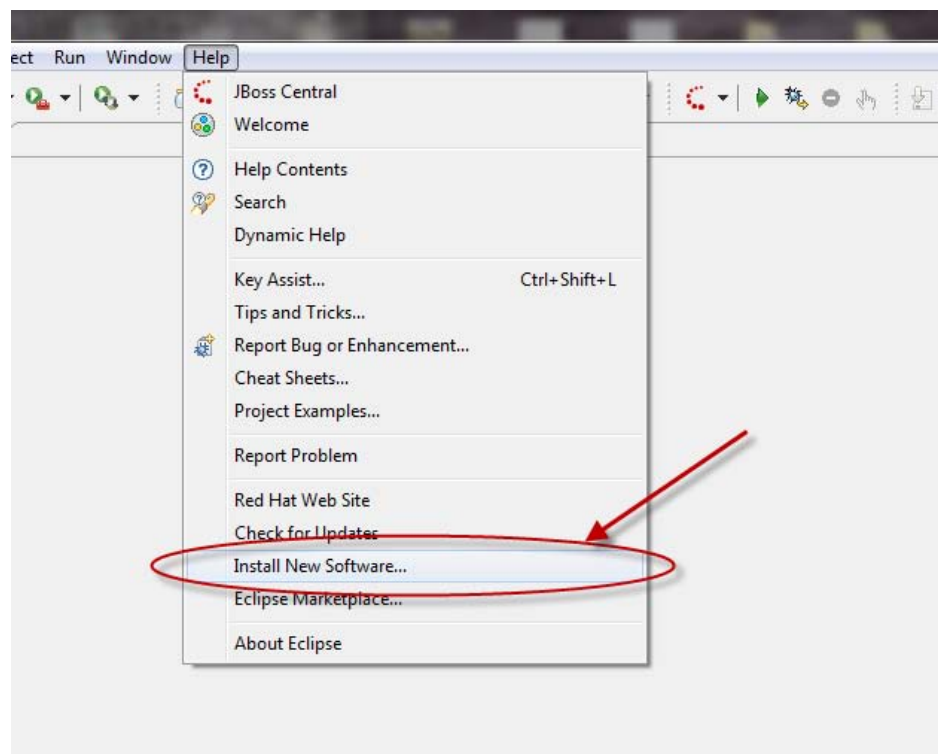 ect Run Window Help
JBoss Central
Welcome
Help Contents
Search
Dynamic Help
Key Assist... Ctrl+Shift+L
Tips and Tricks...
Report Bug or Enhancement...
Cheat Sheets...
Project Examples...
Report Problem
Red Hat Web Site
Check for Updates
Install New Software...
Eclipse Marketplace...
About Eclipse